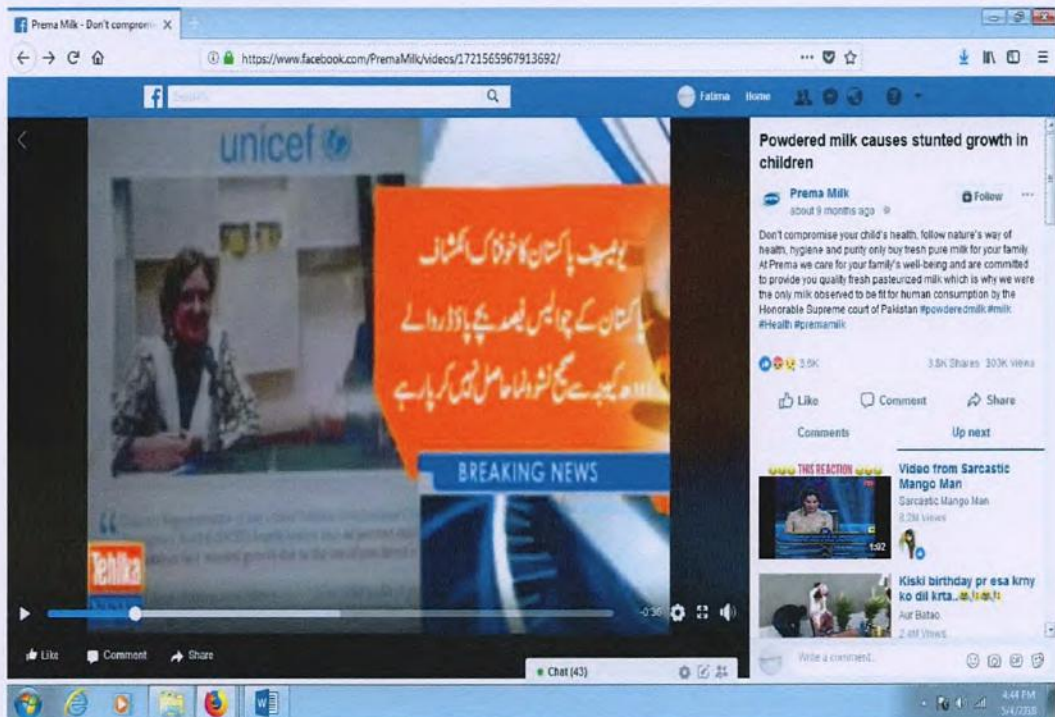 Prema Milk - Don't comprom
https://www.facebook.com/PremaMilk/videos/1721565967913692/
Search
Fatima Home
unicef
یونیسف پاکستان کا خوفناک انکشاف
پاکستان کے چوالیس فیصد بچے پاؤڈر والے
دودھ کیوجہ سے صحیح نشوونما حاصل نہیں کر پا رہے
BREAKING NEWS
Tehlka
-0:36
Like Comment Share
Chat (43)
Powdered milk causes stunted growth in
children
Prema Milk
about 9 months ago
Follow
Don't compromise your child's health, follow nature's way of
health, hygiene and purity only buy fresh pure milk for your family.
At Prema we care for your family's well-being and are committed
to provide you quality fresh pasteurized milk which is why we were
the only milk observed to be fit for human consumption by the
Honorable Supreme court of Pakistan #powderedmilk #milk
#Health #premamilk
3.6K
3.8K Shares 303K Views
Like Comment Share
Comments Up next
THIS REACTION
1:02
Video from Sarcastic
Mango Man
Sarcastic Mango Man
8.2M Views
Kiski birthday pr esa krny
ko dil krta..
Aur Batao
2.4M Views
Write a comment...
4:44 PM
5/4/2018